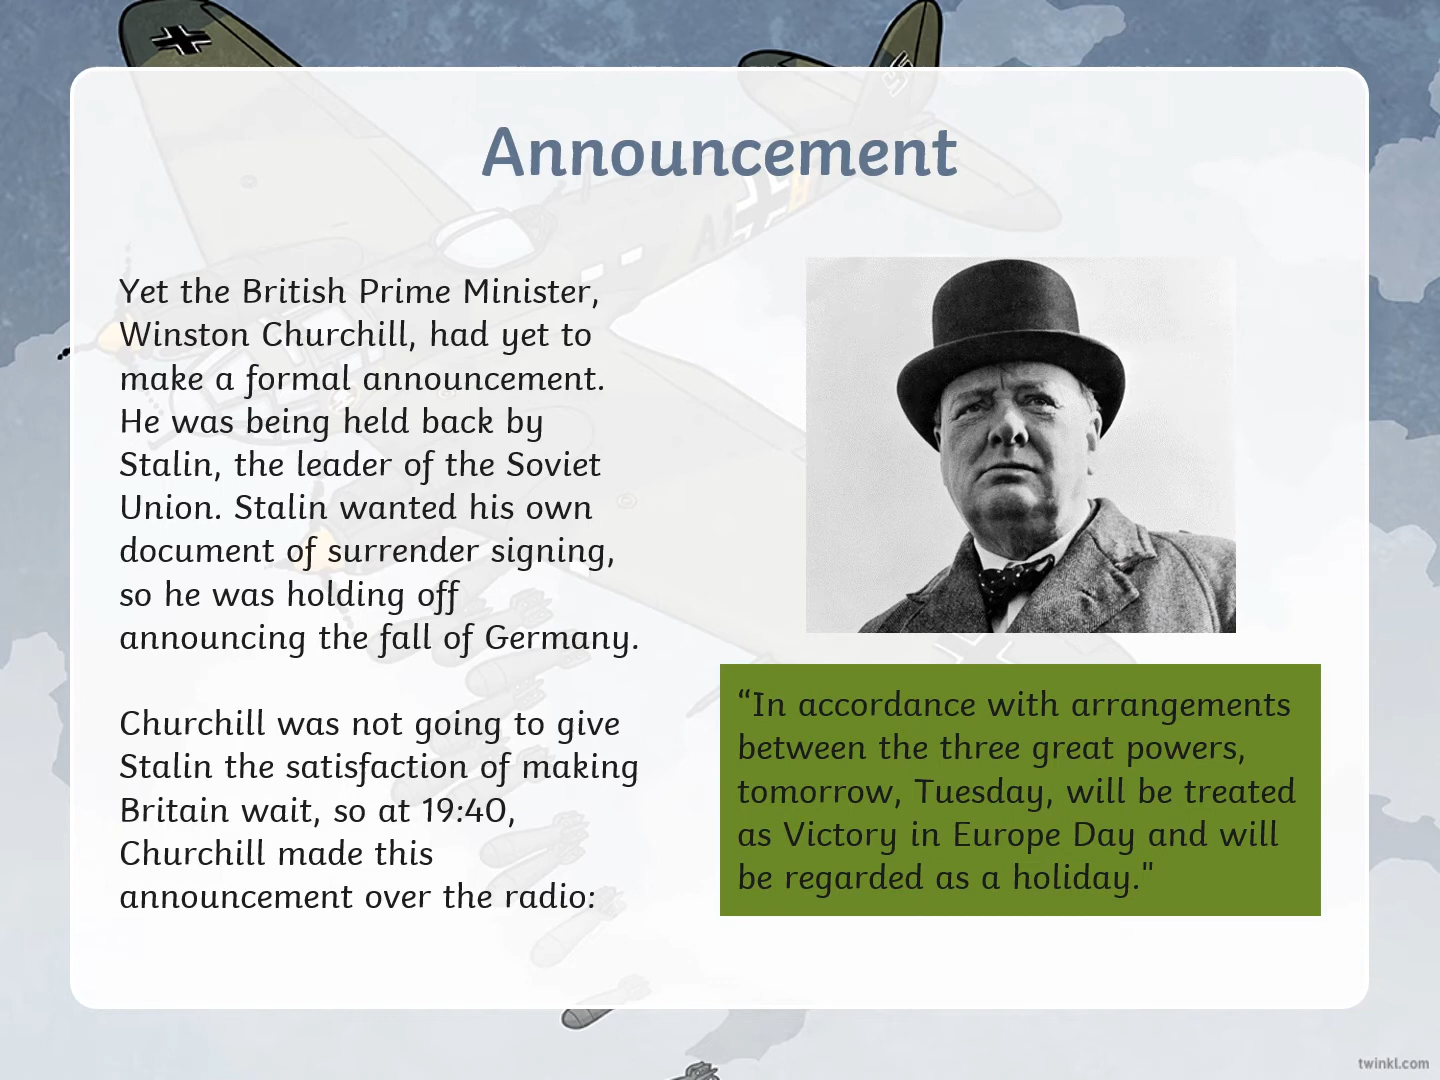 Announcement
Yet the British Prime Minister,
Winston Churchill, had yet to
make a formal announcement.
He was being held back by
Stalin, the leader of the Soviet
Union. Stalin wanted his own
document of surrender signing,
so he was holding off
announcing the fall of Germany.
Churchill was not going to give
Stalin the satisfaction of making
Britain wait, so at 19:40,
Churchill made this
announcement over the radio:
“In accordance with arrangements
between the three great powers,
tomorrow, Tuesday, will be treated
as Victory in Europe Day and will
be regarded as a holiday."
twinkl.com